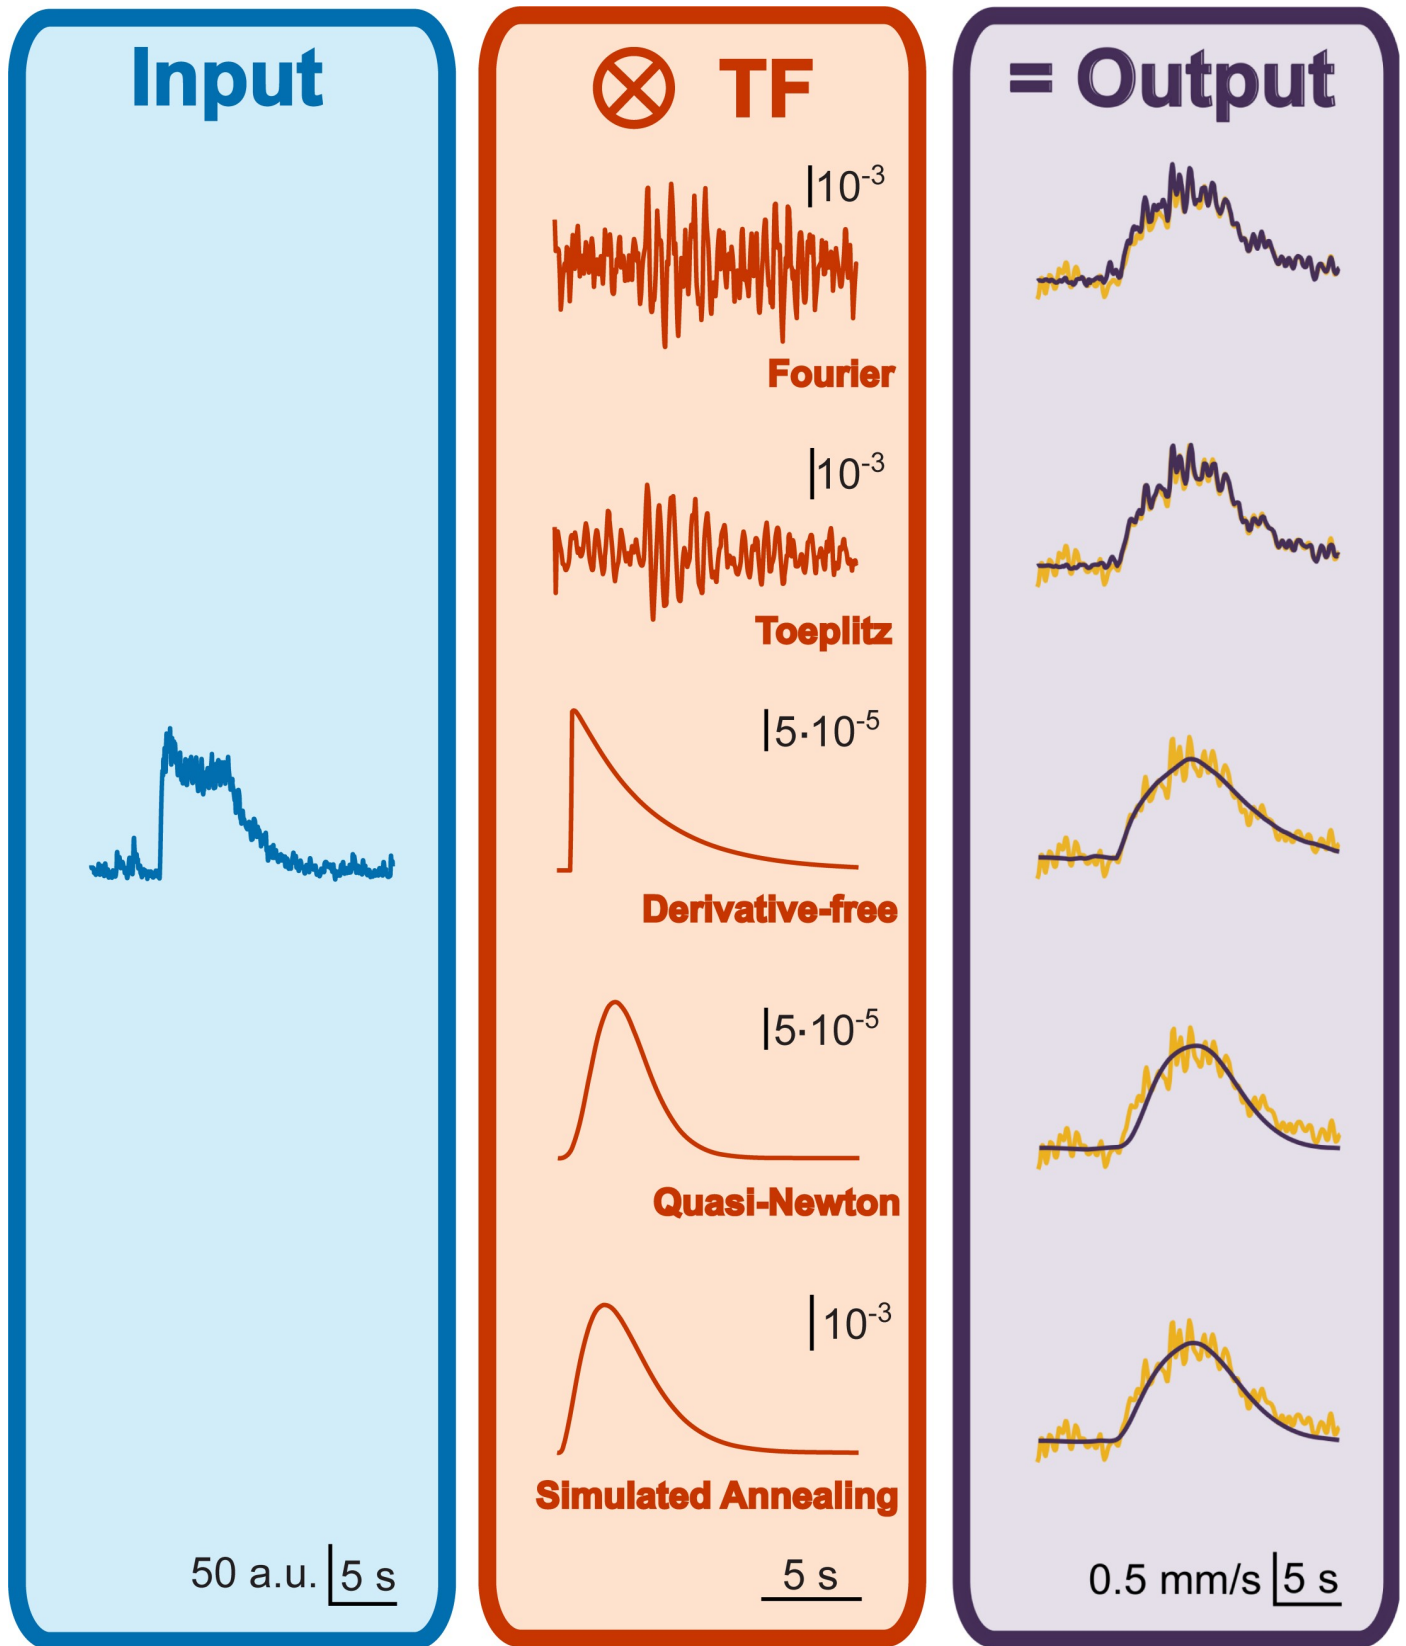 Input
⊗ TF
= Output
10⁻³
Fourier
10⁻³
Toeplitz
5·10⁻⁵
Derivative-free
5·10⁻⁵
Quasi-Newton
10⁻³
Simulated Annealing
50 a.u. 5 s
5 s
0.5 mm/s 5 s